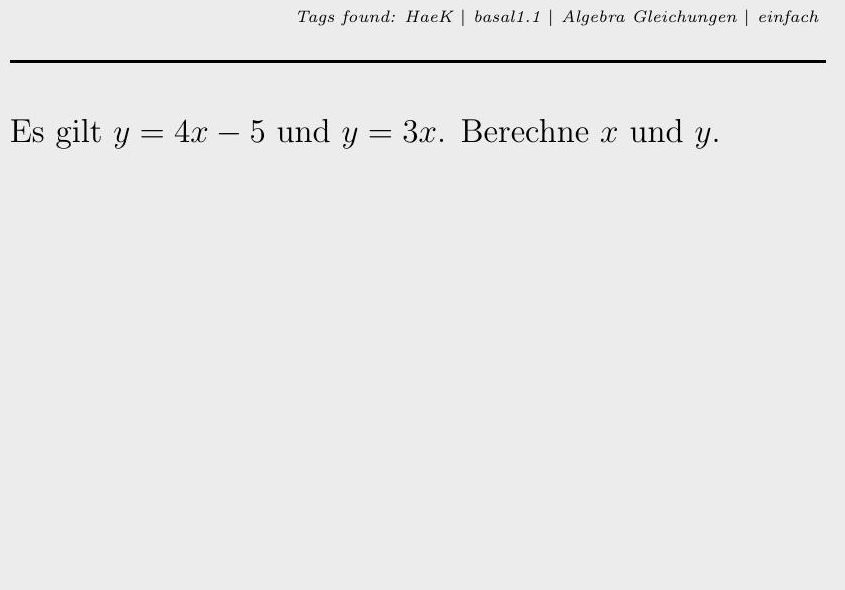 Tags found: HaeK | basal1.1 | Algebra Gleichungen | einfach
Es gilt y = 4x − 5 und y = 3x. Berechne x und y.